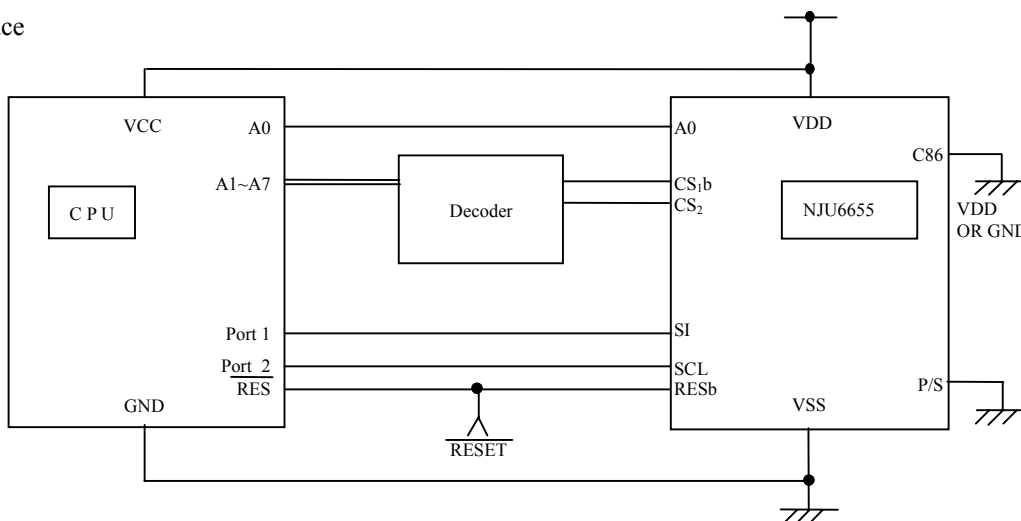 VCC
A0
A1~A7
C P U
Port 1
Port 2
RES
GND
Decoder
RESET
A0
CS₁b
CS₂
SI
SCL
RESb
VDD
C86
NJU6655
P/S
VSS
VDD
OR GND